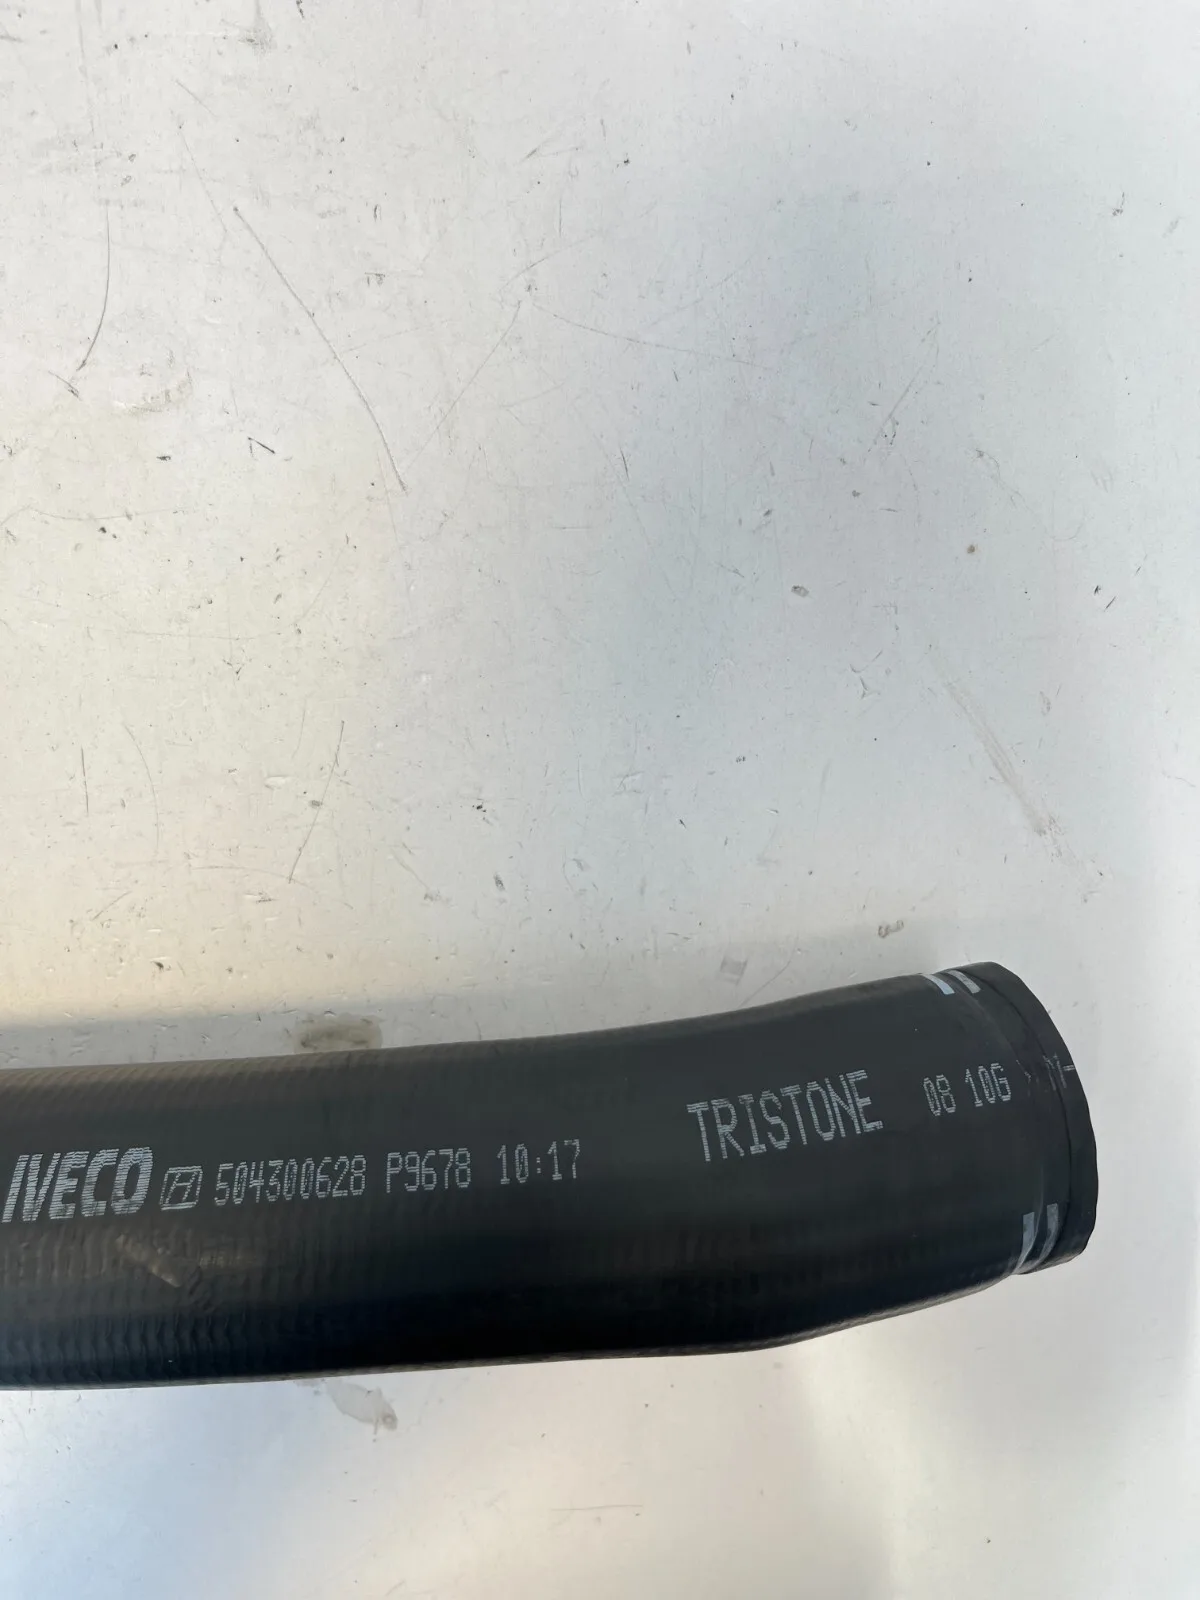 IVECO 504300628 P9678 10:17
TRISTONE 08 10G